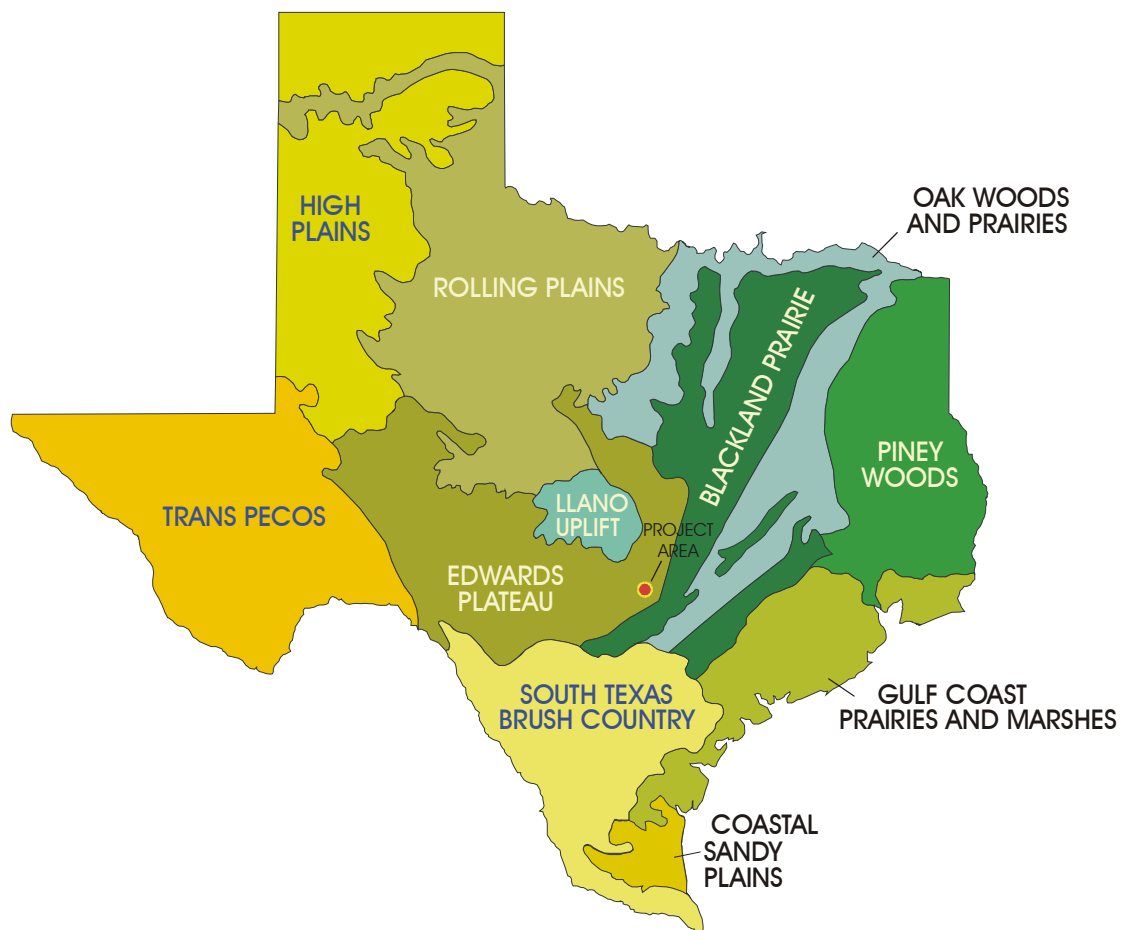 HIGH
PLAINS
OAK WOODS
AND PRAIRIES
ROLLING PLAINS
BLACKLAND PRAIRIE
PINEY
WOODS
TRANS PECOS
LLANO
UPLIFT
PROJECT
AREA
EDWARDS
PLATEAU
SOUTH TEXAS
BRUSH COUNTRY
GULF COAST
PRAIRIES AND MARSHES
COASTAL
SANDY
PLAINS